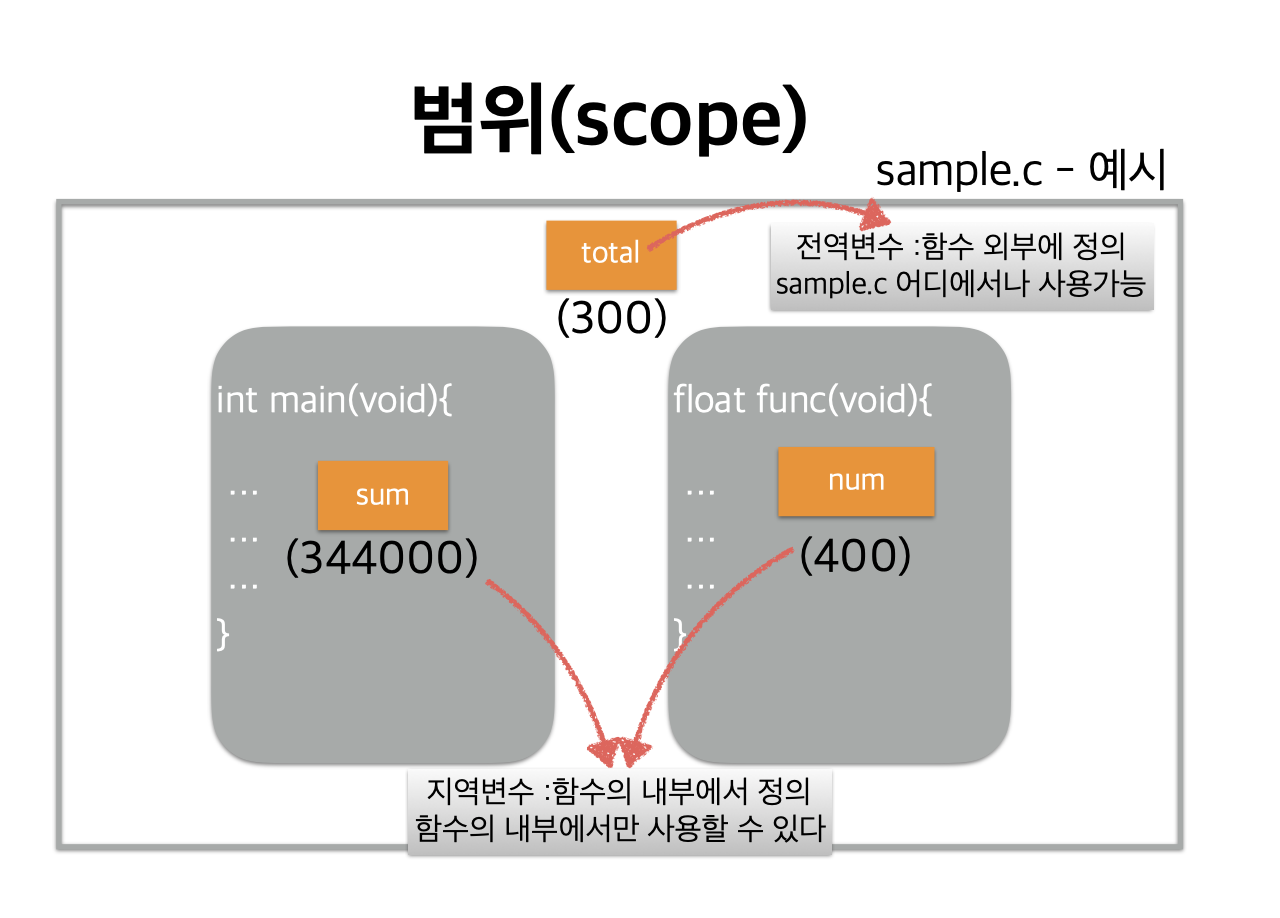 범위(scope)
sample.c - 예시
total
(300)
전역변수 :함수 외부에 정의
sample.c 어디에서나 사용가능
int main(void){
...
sum
(344000)
...
...
}
float func(void){
...
num
(400)
...
...
}
지역변수 :함수의 내부에서 정의
함수의 내부에서만 사용할 수 있다